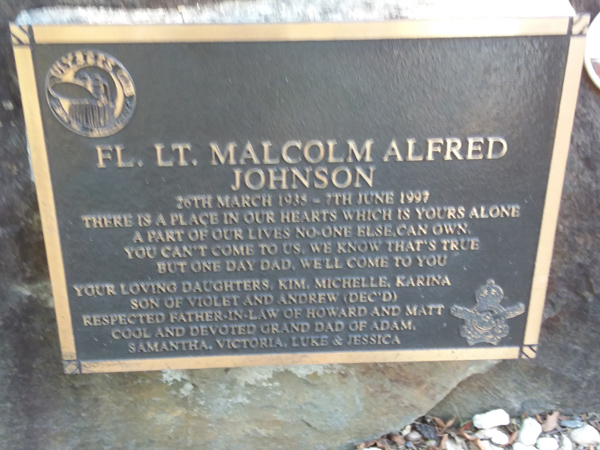 ULYSSES
FL. LT. MALCOLM ALFRED
JOHNSON
26TH MARCH 1935 - 7TH JUNE 1997
THERE IS A PLACE IN OUR HEARTS WHICH IS YOURS ALONE
A PART OF OUR LIVES NO-ONE ELSE,CAN OWN.
YOU CAN'T COME TO US, WE KNOW THAT'S TRUE
BUT ONE DAY DAD, WE'LL COME TO YOU
YOUR LOVING DAUGHTERS, KIM, MICHELLE, KARINA
SON OF VIOLET AND ANDREW (DEC'D)
RESPECTED FATHER-IN-LAW OF HOWARD AND MATT
COOL AND DEVOTED GRAND DAD OF ADAM,
SAMANTHA, VICTORIA, LUKE & JESSICA